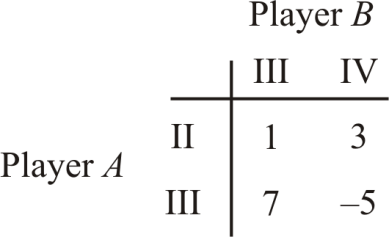 Player B
III IV
II 1 3
Player A
III 7 –5